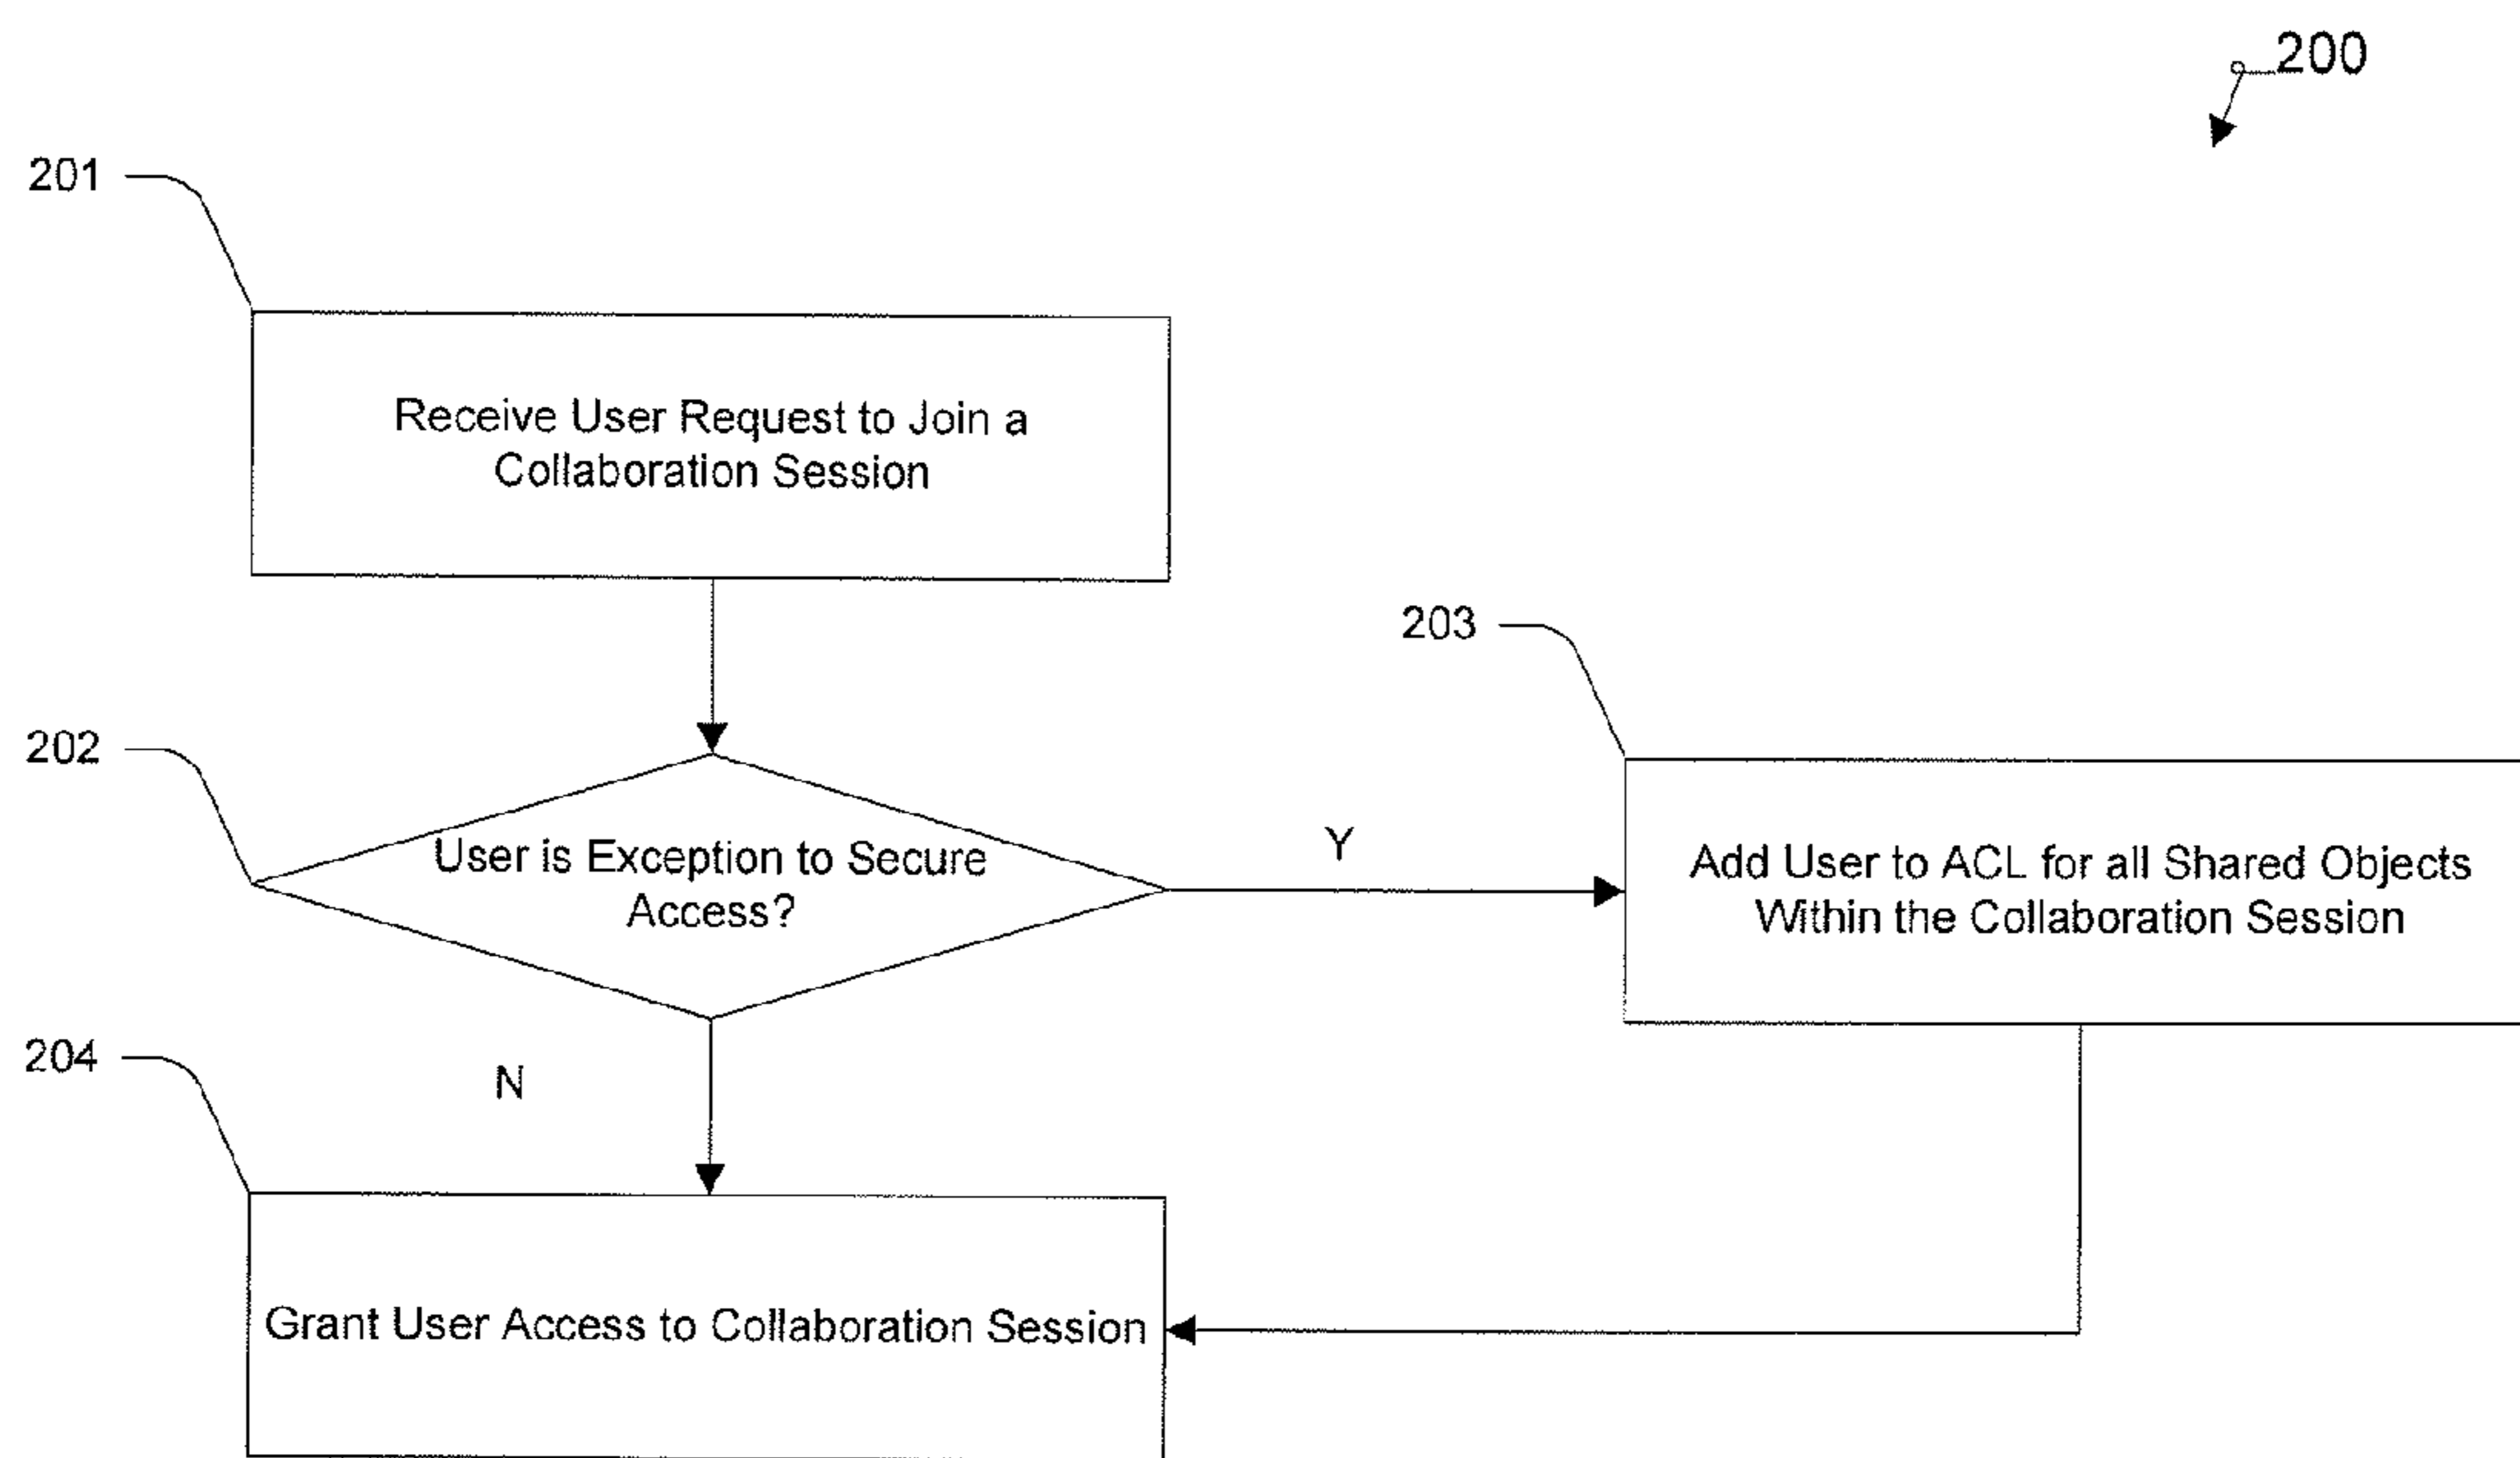 200
201
Receive User Request to Join a
Collaboration Session
203
202
User is Exception to Secure
Access?
Y
Add User to ACL for all Shared Objects
Within the Collaboration Session
204
N
Grant User Access to Collaboration Session